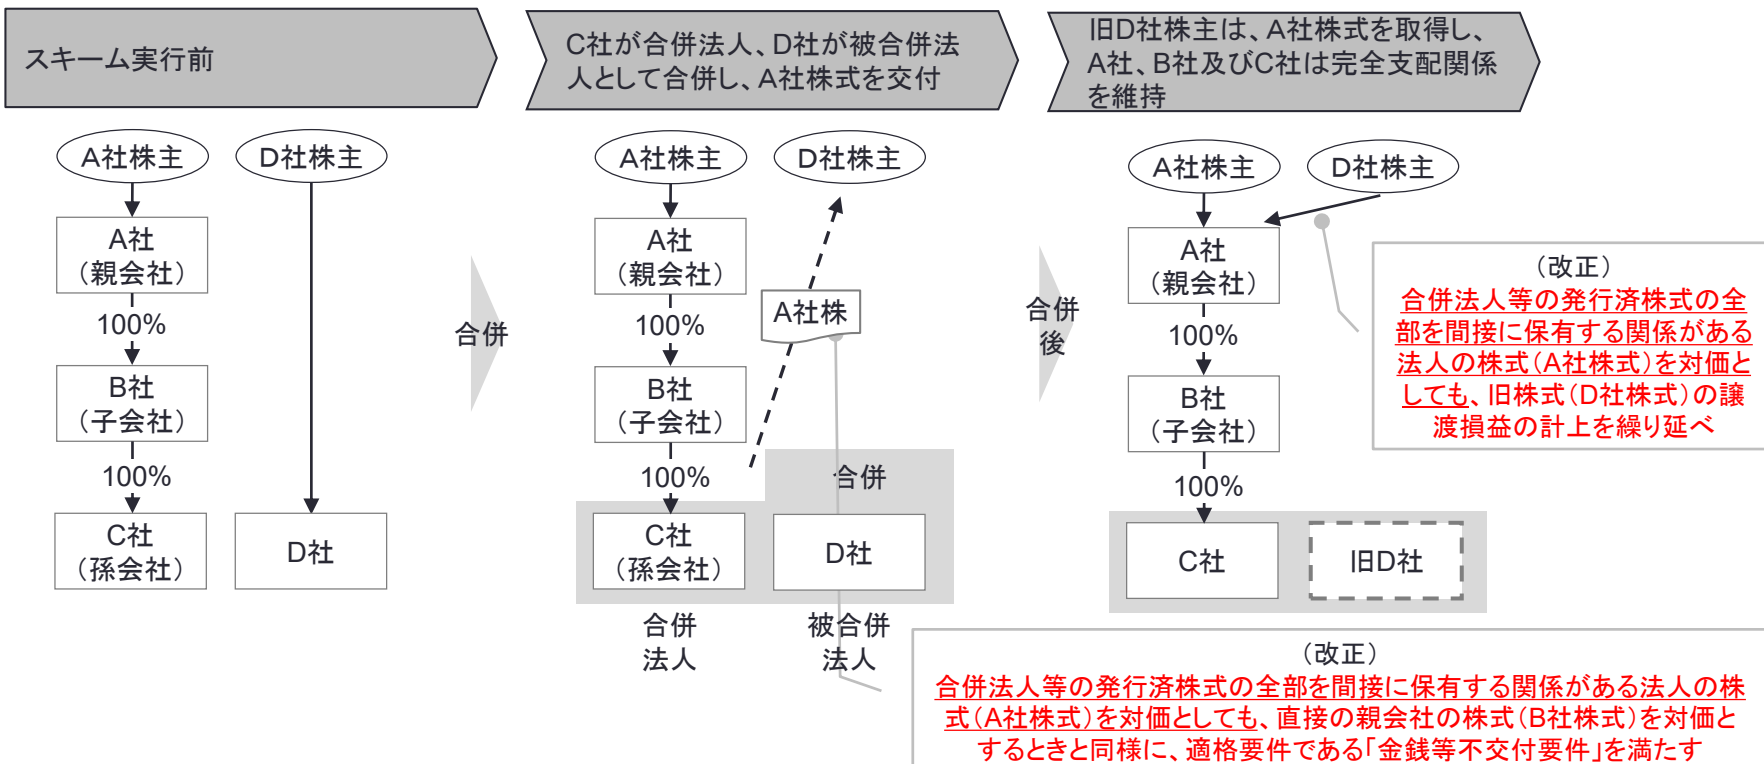 スキーム実行前
C社が合併法人、D社が被合併法
人として合併し、A社株式を交付
旧D社株主は、A社株式を取得し、
A社、B社及びC社は完全支配関係
を維持
A社株主
D社株主
A社
（親会社）
100%
B社
（子会社）
100%
C社
（孫会社）
D社
合併
A社株主
D社株主
A社
（親会社）
A社株
100%
B社
（子会社）
100%
合併
C社
（孫会社）
D社
合併
法人
被合併
法人
合併
後
A社株主
D社株主
A社
（親会社）
100%
B社
（子会社）
100%
C社
旧D社
（改正）
合併法人等の発行済株式の全
部を間接に保有する関係がある
法人の株式（A社株式）を対価と
しても、旧株式（D社株式）の譲
渡損益の計上を繰り延べ
（改正）
合併法人等の発行済株式の全部を間接に保有する関係がある法人の株
式（A社株式）を対価としても、直接の親会社の株式（B社株式）を対価と
するときと同様に、適格要件である「金銭等不交付要件」を満たす